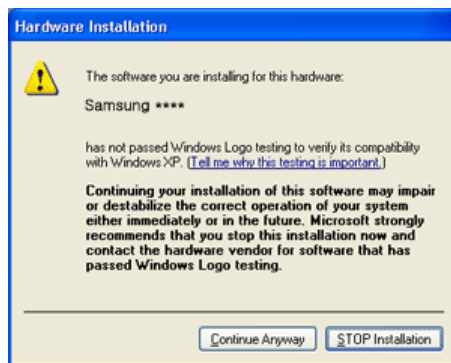 Hardware Installation
The software you are installing for this hardware:
Samsung ****
has not passed Windows Logo testing to verify its compatibility
with Windows XP. (Tell me why this testing is important.)
Continuing your installation of this software may impair
or destabilize the correct operation of your system
either immediately or in the future. Microsoft strongly
recommends that you stop this installation now and
contact the hardware vendor for software that has
passed Windows Logo testing.
Continue Anyway STOP Installation